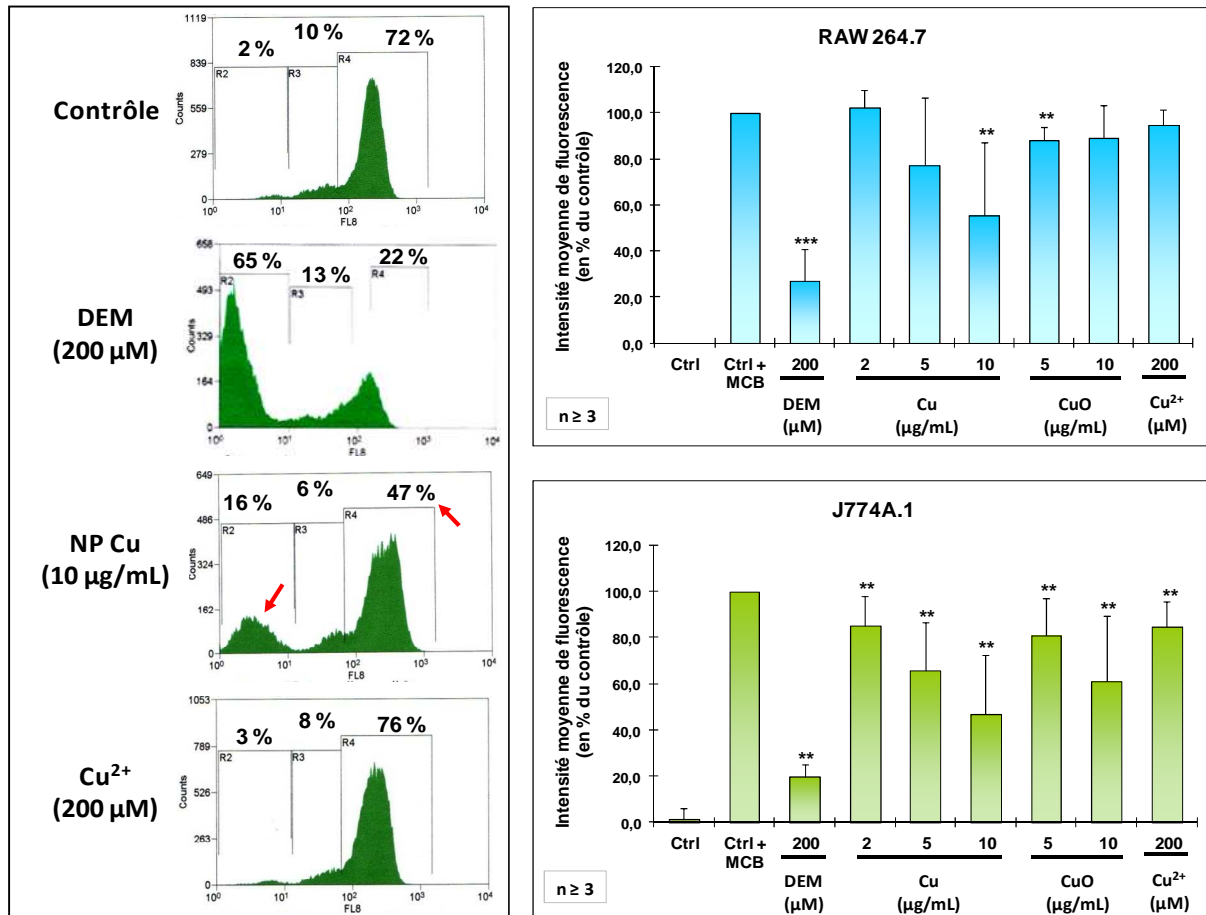 Contrôle
1119
839
559
279
0
Counts
2 % 10 % 72 %
R2 R3 R4
10⁰ 10¹ 10² 10³ 10⁴
FL8
DEM
(200 µM)
658
493
329
164
0
Counts
65 % 13 % 22 %
R2 R3 R4
10⁰ 10¹ 10² 10³ 10⁴
FL8
NP Cu
(10 µg/mL)
649
486
324
162
0
Counts
16 % 6 % 47 %
R2 R3 R4
10⁰ 10¹ 10² 10³ 10⁴
FL8
Cu²⁺
(200 µM)
1053
789
526
263
0
Counts
3 % 8 % 76 %
R2 R3 R4
10⁰ 10¹ 10² 10³ 10⁴
FL8
RAW 264.7
Intensité moyenne de fluorescence
(en % du contrôle)
120,0
100,0
80,0
60,0
40,0
20,0
0,0
*** ** **
Ctrl Ctrl + MCB 200 2 5 10 5 10 200
DEM (µM) Cu (µg/mL) CuO (µg/mL) Cu²⁺ (µM)
n ≥ 3
J774A.1
Intensité moyenne de fluorescence
(en % du contrôle)
120,0
100,0
80,0
60,0
40,0
20,0
0,0
** ** ** ** ** ** **
Ctrl Ctrl + MCB 200 2 5 10 5 10 200
DEM (µM) Cu (µg/mL) CuO (µg/mL) Cu²⁺ (µM)
n ≥ 3